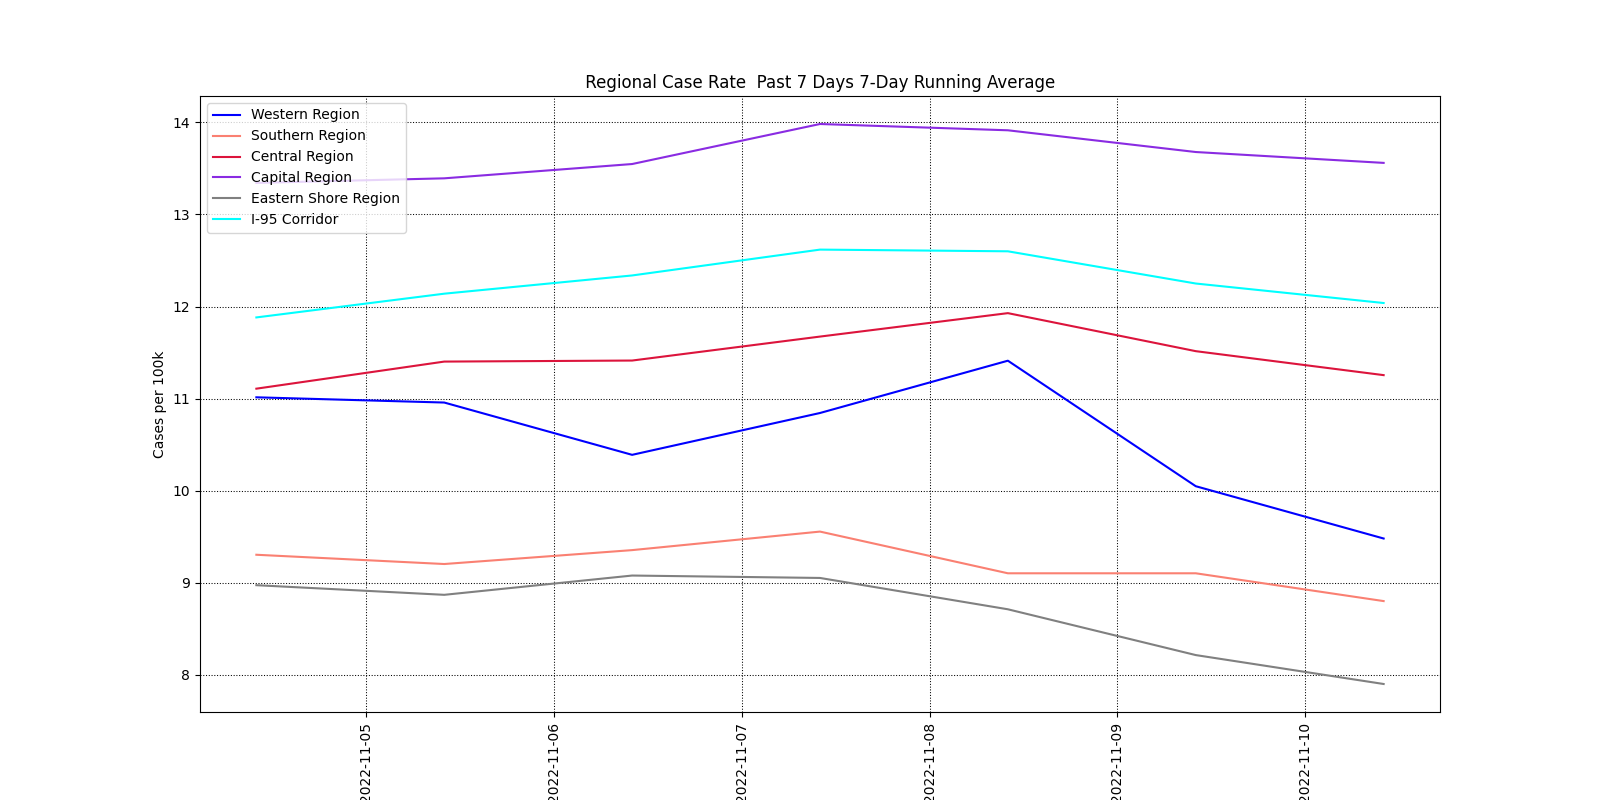 Regional Case Rate  Past 7 Days 7-Day Running Average
Western Region
Southern Region
Central Region
Capital Region
Eastern Shore Region
I-95 Corridor
Cases per 100k
14
13
12
11
10
9
8
2022-11-05
2022-11-06
2022-11-07
2022-11-08
2022-11-09
2022-11-10